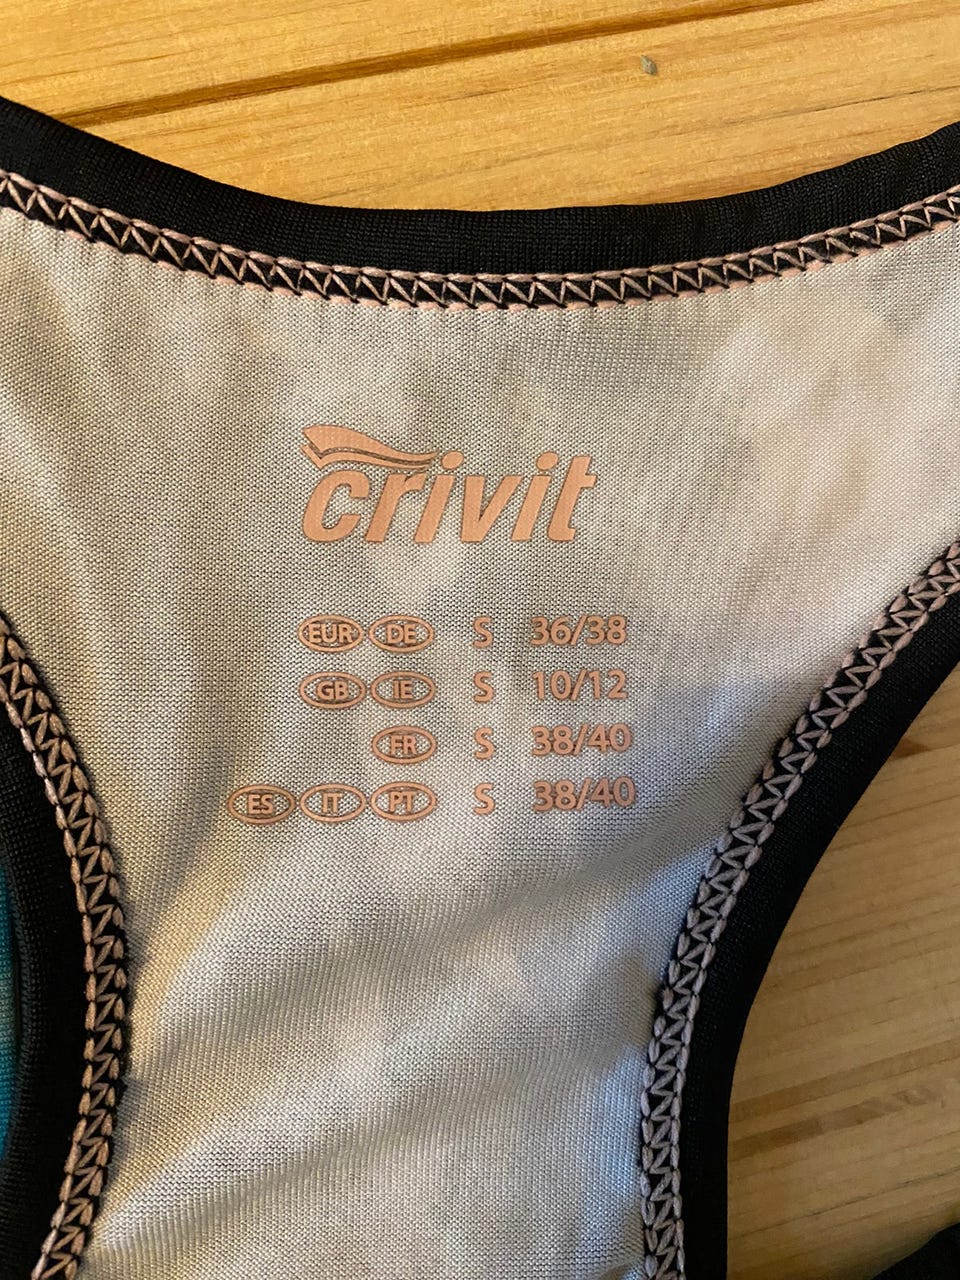 crivit
EUR DE S 36/38
GB IE S 10/12
FR S 38/40
ES IT PT S 38/40